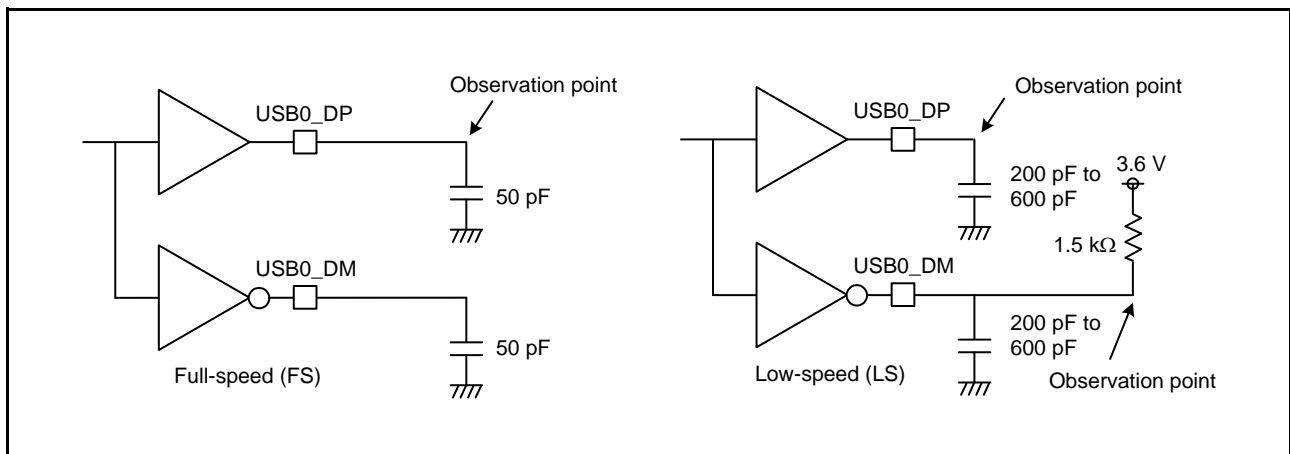 Observation point
USB0_DP
50 pF
USB0_DM
50 pF
Full-speed (FS)
Observation point
USB0_DP
200 pF to
600 pF
3.6 V
1.5 kΩ
USB0_DM
200 pF to
600 pF
Observation point
Low-speed (LS)